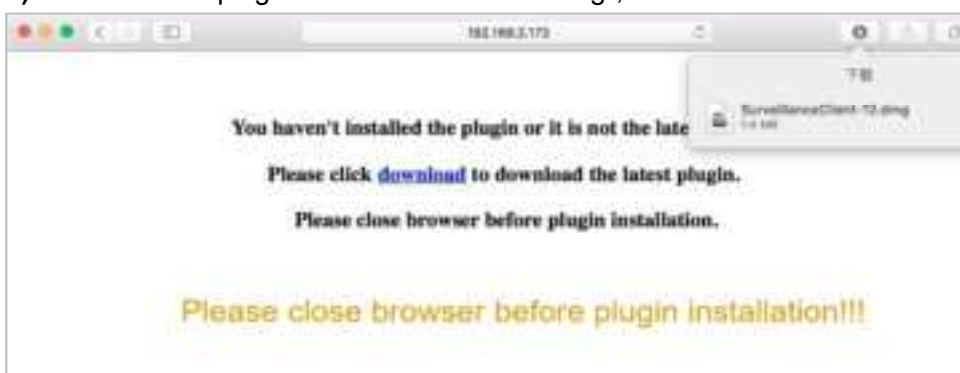 192.168.3.173
下载
SurveillanceClient-12.dmg
You haven't installed the plugin or it is not the late
Please click download to download the latest plugin.
Please close browser before plugin installation.
Please close browser before plugin installation!!!